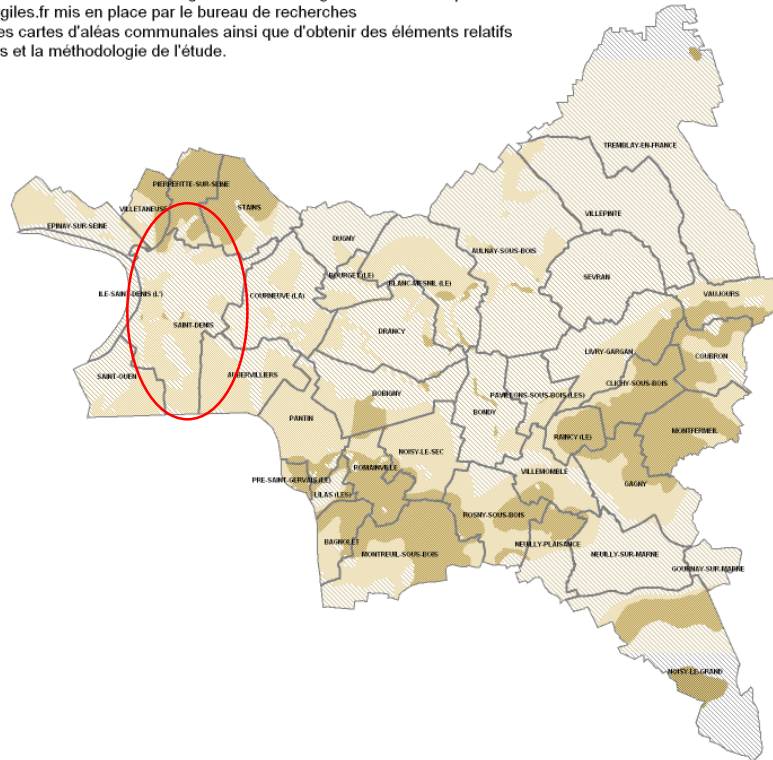 rgiles.fr mis en place par le bureau de recherches
es cartes d'aléas communales ainsi que d'obtenir des éléments relatifs
s et la méthodologie de l'étude.
TREMBLAY-EN-FRANCE
PIERREFITTE-SUR-SEINE
VILLETANEUSE
STAINS
VILLEPINTE
EPINAY-SUR-SEINE
DUGNY
AULNAY-SOUS-BOIS
BOURGET (LE)
SEVRAN
BLANC-MESNIL (LE)
ILE-SAINT-DENIS (L')
COURNEUVE (LA)
VAUJOURS
SAINT-DENIS
DRANCY
LIVRY-GARGAN
COUBRON
SAINT-OUEN
AUBERVILLIERS
CLICHY-SOUS-BOIS
BOBIGNY
PAVILLONS-SOUS-BOIS (LES)
BONDY
PANTIN
MONTFERMEIL
RAINCY (LE)
NOISY-LE-SEC
ROMAINVILLE
VILLEMOMBLE
PRE-SAINT-GERVAIS (LE)
GAGNY
LILAS (LES)
ROSNY-SOUS-BOIS
BAGNOLET
NEUILLY-PLAISANCE
MONTREUIL-SOUS-BOIS
NEUILLY-SUR-MARNE
GOURNAY-SUR-MARNE
NOISY-LE-GRAND